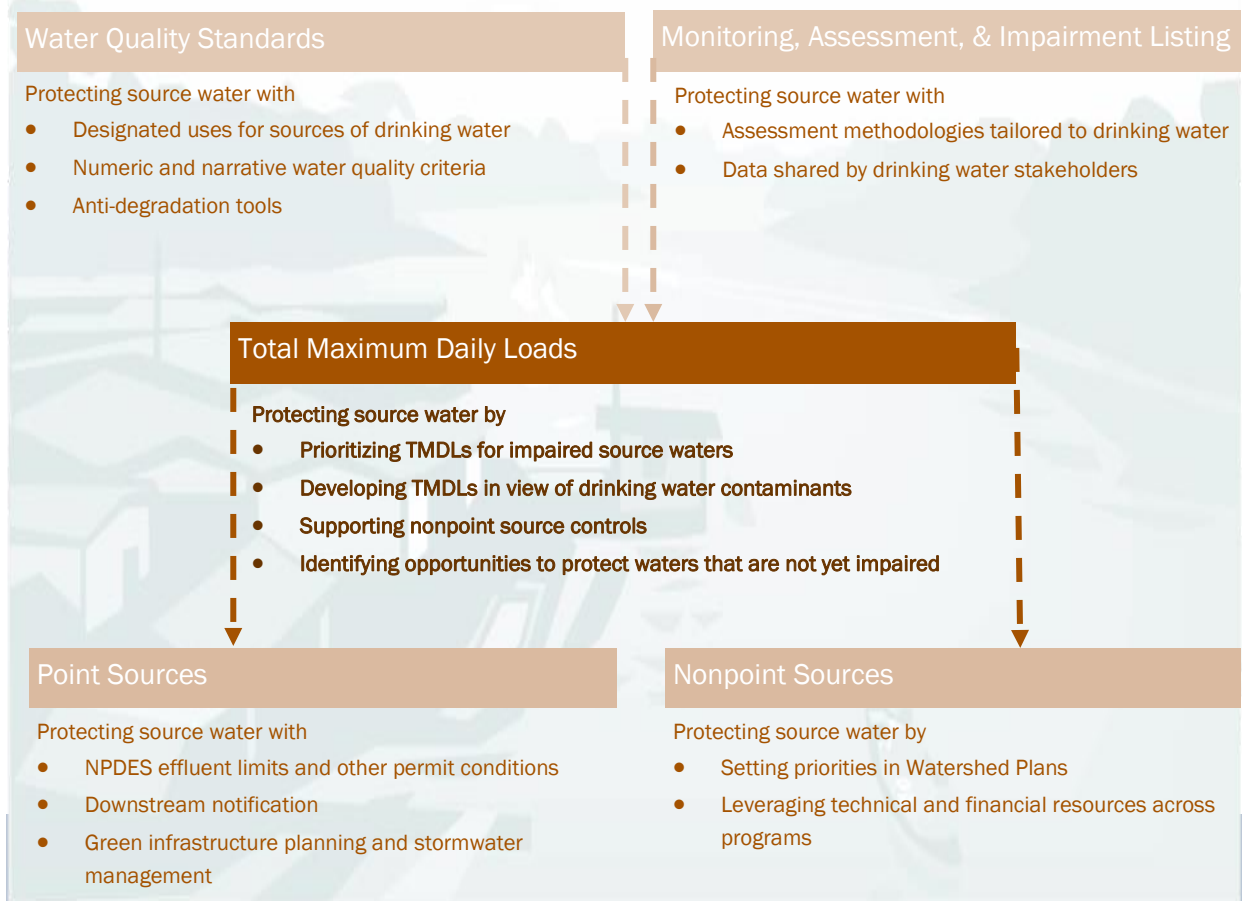 Water Quality Standards
Protecting source water with
• Designated uses for sources of drinking water
• Numeric and narrative water quality criteria
• Anti-degradation tools
Monitoring, Assessment, & Impairment Listing
Protecting source water with
• Assessment methodologies tailored to drinking water
• Data shared by drinking water stakeholders
Total Maximum Daily Loads
Protecting source water by
• Prioritizing TMDLs for impaired source waters
• Developing TMDLs in view of drinking water contaminants
• Supporting nonpoint source controls
• Identifying opportunities to protect waters that are not yet impaired
Point Sources
Protecting source water with
• NPDES effluent limits and other permit conditions
• Downstream notification
• Green infrastructure planning and stormwater
management
Nonpoint Sources
Protecting source water by
• Setting priorities in Watershed Plans
• Leveraging technical and financial resources across
programs